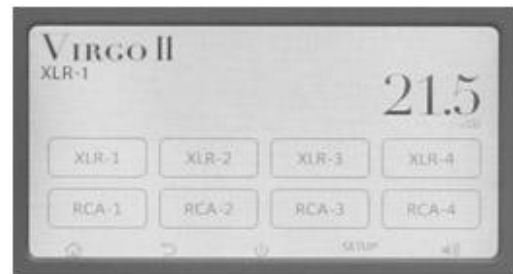 VIRGO II
XLR-1
21.5
XLR-1 XLR-2 XLR-3 XLR-4
RCA-1 RCA-2 RCA-3 RCA-4
SETUP